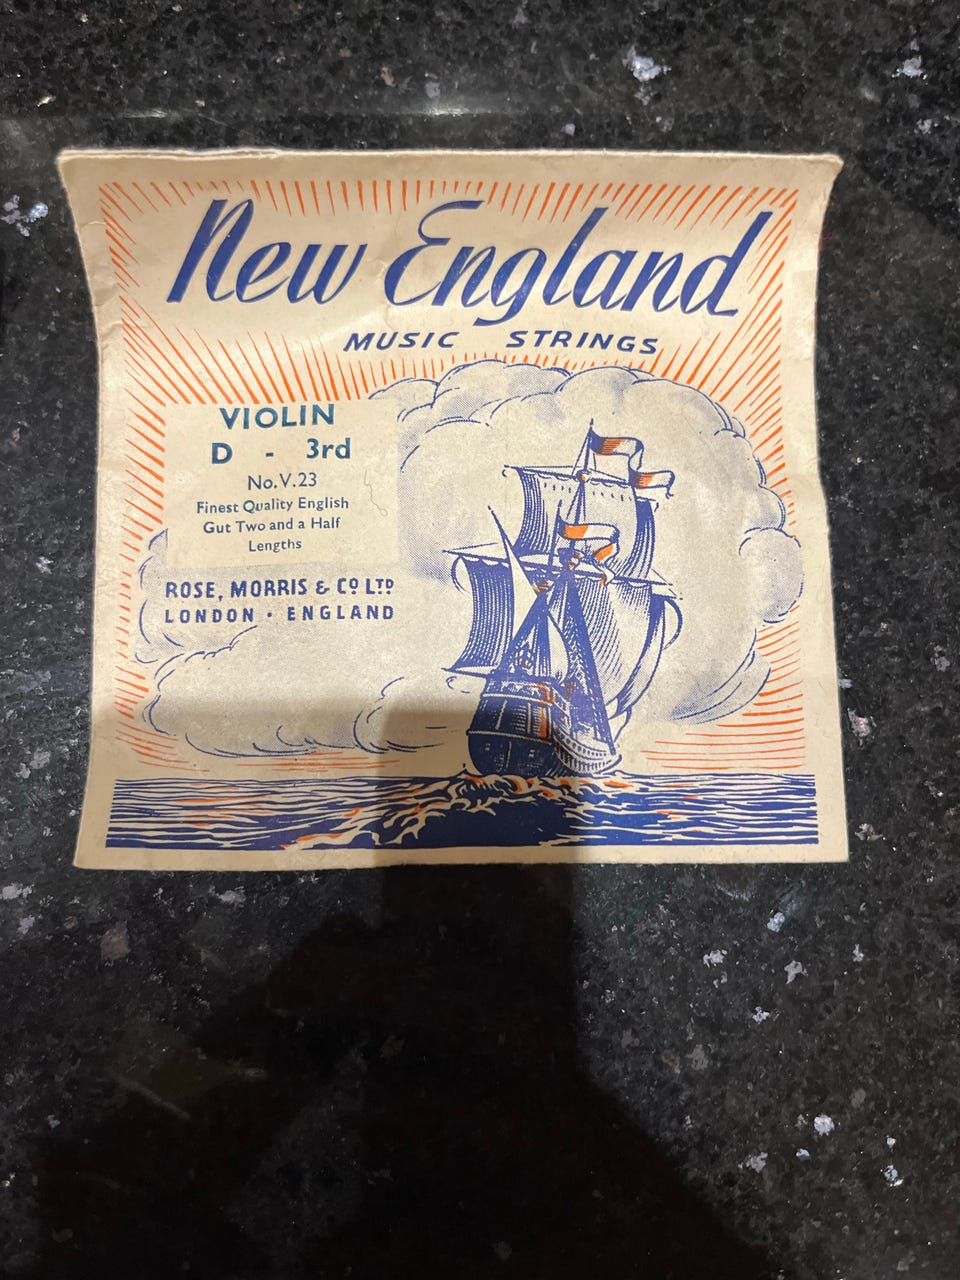 New England
MUSIC STRINGS
VIOLIN
D - 3rd
No.V.23
Finest Quality English
Gut Two and a Half
Lengths
ROSE, MORRIS & Cº LTD
LONDON · ENGLAND